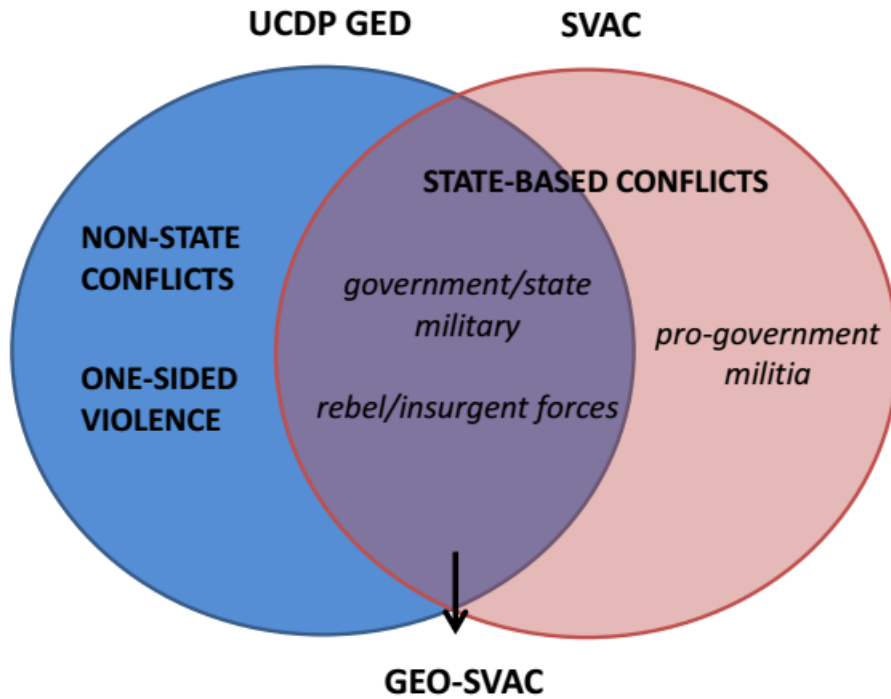 UCDP GED
SVAC
STATE-BASED CONFLICTS
NON-STATE
CONFLICTS
government/state
military
pro-government
militia
ONE-SIDED
VIOLENCE
rebel/insurgent forces
GEO-SVAC